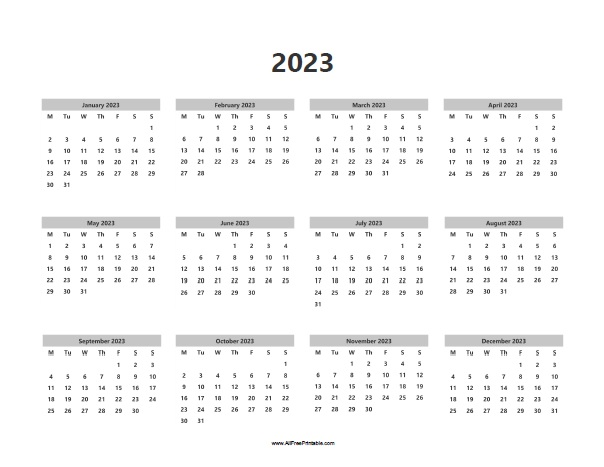 2023
January 2023
M Tu W Th F S S
1
2 3 4 5 6 7 8
9 10 11 12 13 14 15
16 17 18 19 20 21 22
23 24 25 26 27 28 29
30 31
February 2023
M Tu W Th F S S
1 2 3 4 5
6 7 8 9 10 11 12
13 14 15 16 17 18 19
20 21 22 23 24 25 26
27 28
March 2023
M Tu W Th F S S
1 2 3 4 5
6 7 8 9 10 11 12
13 14 15 16 17 18 19
20 21 22 23 24 25 26
27 28 29 30 31
April 2023
M Tu W Th F S S
1 2
3 4 5 6 7 8 9
10 11 12 13 14 15 16
17 18 19 20 21 22 23
24 25 26 27 28 29 30
May 2023
M Tu W Th F S S
1 2 3 4 5 6 7
8 9 10 11 12 13 14
15 16 17 18 19 20 21
22 23 24 25 26 27 28
29 30 31
June 2023
M Tu W Th F S S
1 2 3 4
5 6 7 8 9 10 11
12 13 14 15 16 17 18
19 20 21 22 23 24 25
26 27 28 29 30
July 2023
M Tu W Th F S S
1 2
3 4 5 6 7 8 9
10 11 12 13 14 15 16
17 18 19 20 21 22 23
24 25 26 27 28 29 30
31
August 2023
M Tu W Th F S S
1 2 3 4 5 6
7 8 9 10 11 12 13
14 15 16 17 18 19 20
21 22 23 24 25 26 27
28 29 30 31
September 2023
M Tu W Th F S S
1 2 3
4 5 6 7 8 9 10
11 12 13 14 15 16 17
18 19 20 21 22 23 24
25 26 27 28 29 30
October 2023
M Tu W Th F S S
1
2 3 4 5 6 7 8
9 10 11 12 13 14 15
16 17 18 19 20 21 22
23 24 25 26 27 28 29
30 31
November 2023
M Tu W Th F S S
1 2 3 4 5
6 7 8 9 10 11 12
13 14 15 16 17 18 19
20 21 22 23 24 25 26
27 28 29 30
December 2023
M Tu W Th F S S
1 2 3
4 5 6 7 8 9 10
11 12 13 14 15 16 17
18 19 20 21 22 23 24
25 26 27 28 29 30 31
www.AllFreePrintable.com